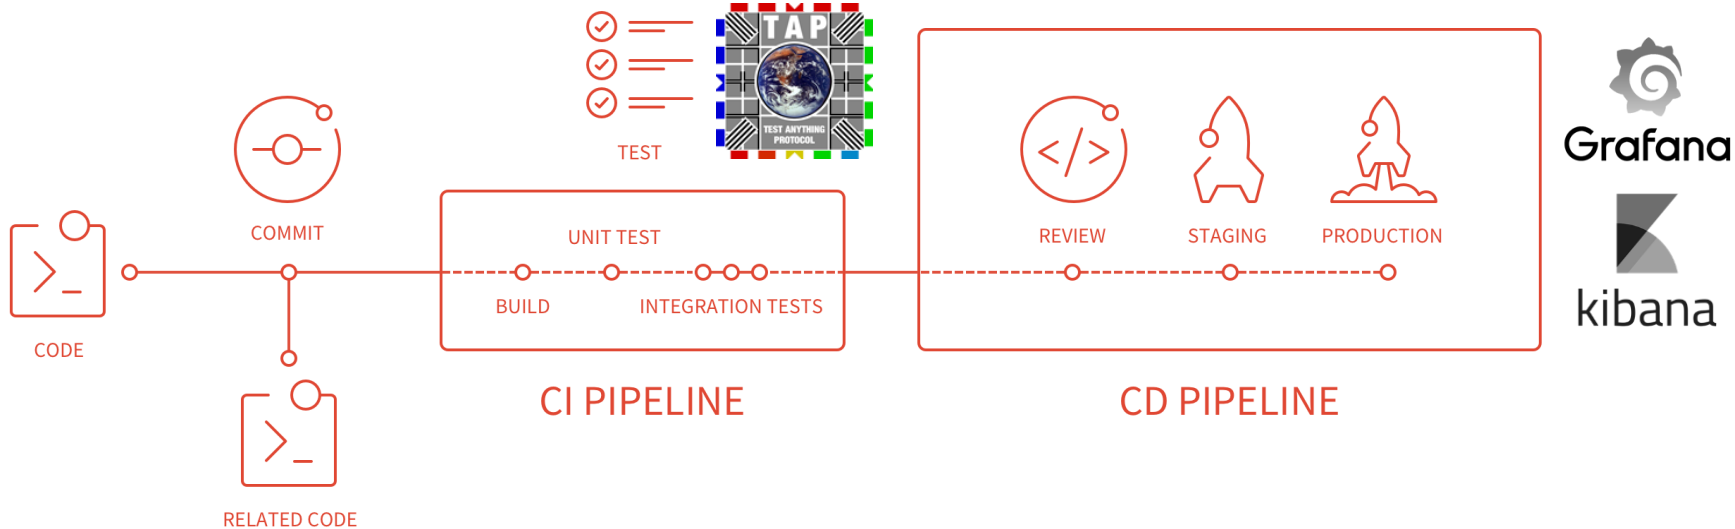 CODE
COMMIT
RELATED CODE
TEST
TAP
TEST ANYTHING
PROTOCOL
UNIT TEST
BUILD
INTEGRATION TESTS
CI PIPELINE
REVIEW
STAGING
PRODUCTION
CD PIPELINE
Grafana
kibana